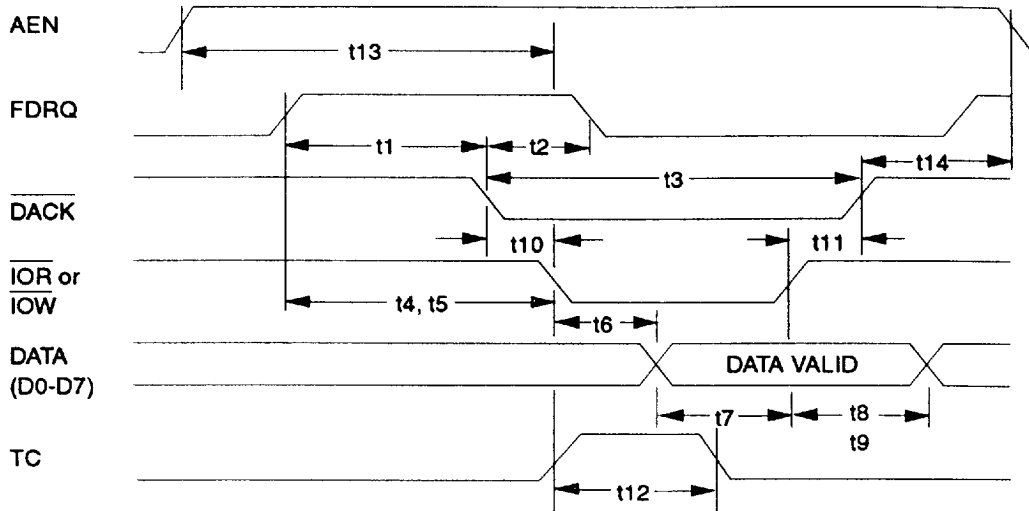 AEN
t13
FDRQ
t1
t2
t3
t14
DACK
t10
t11
IOR or
IOW
t4, t5
t6
DATA
(D0-D7)
DATA VALID
t7
t8
t9
TC
t12